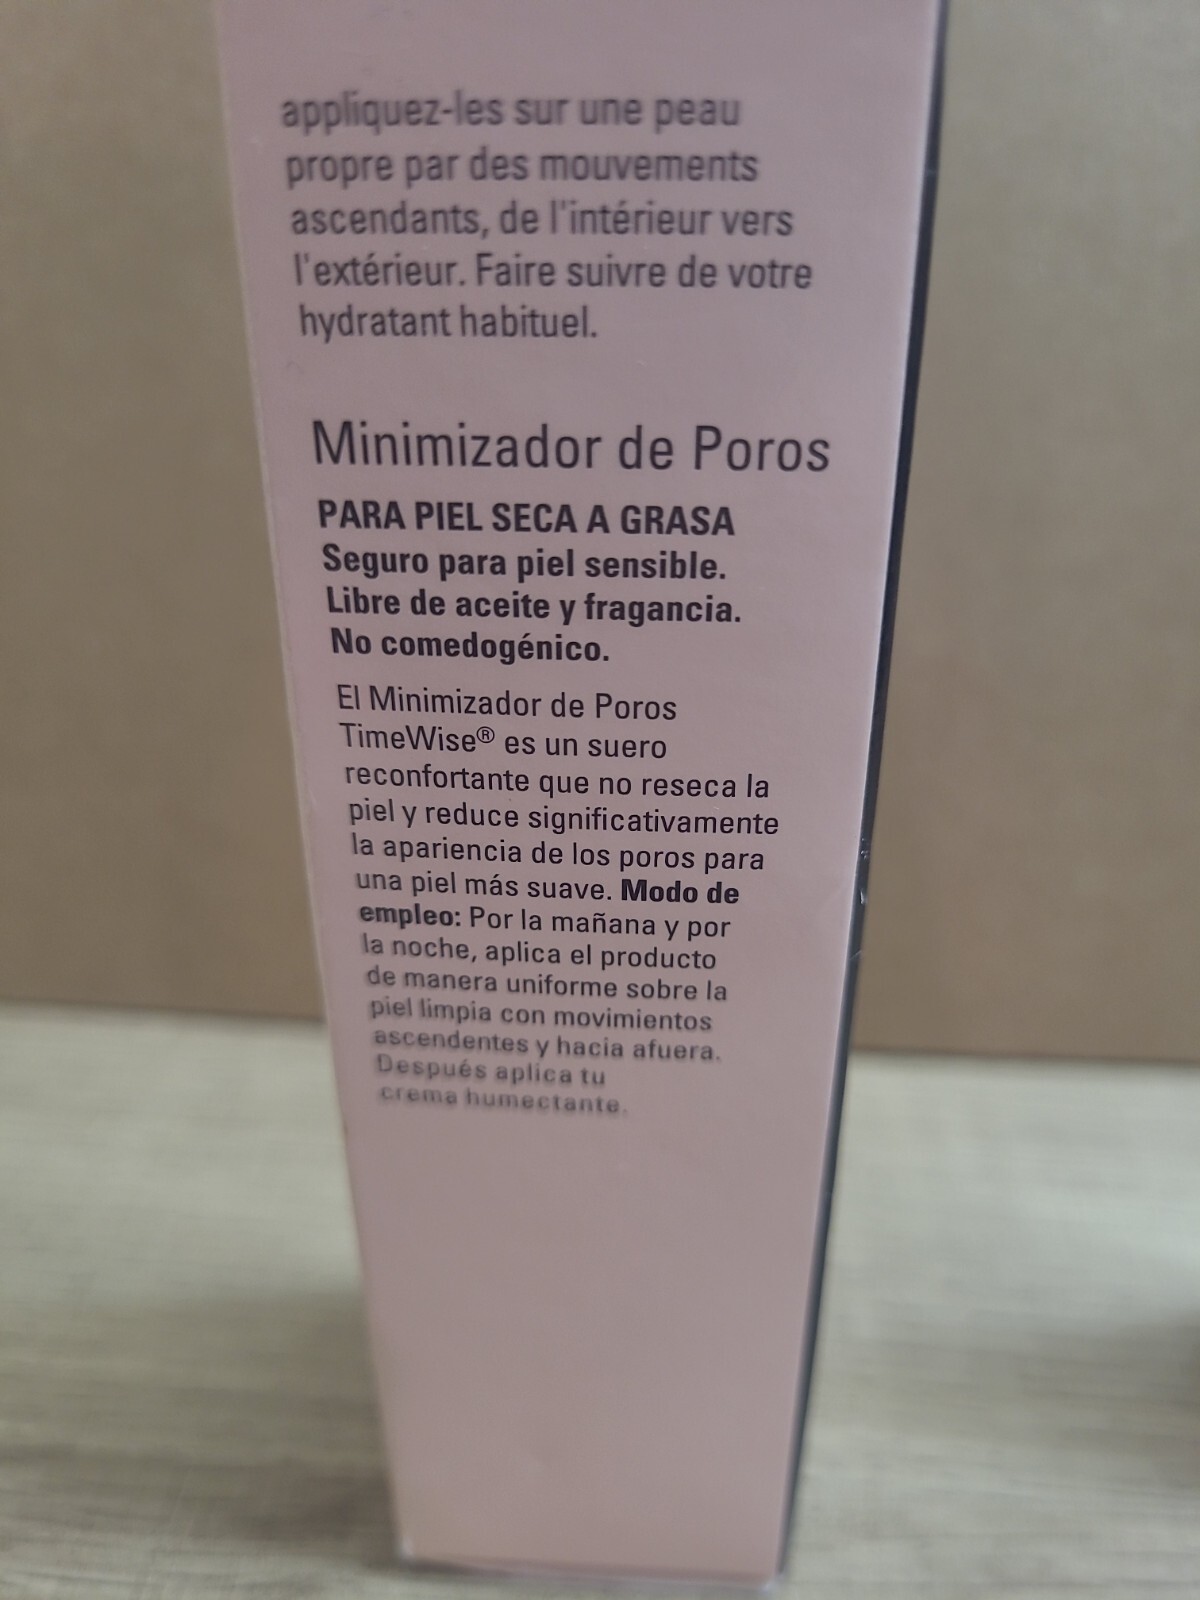 appliquez-les sur une peau
propre par des mouvements
ascendants, de l'intérieur vers
l'extérieur. Faire suivre de votre
hydratant habituel.
Minimizador de Poros
PARA PIEL SECA A GRASA
Seguro para piel sensible.
Libre de aceite y fragancia.
No comedogénico.
El Minimizador de Poros
TimeWise® es un suero
reconfortante que no reseca la
piel y reduce significativamente
la apariencia de los poros para
una piel más suave. Modo de
empleo: Por la mañana y por
la noche, aplica el producto
de manera uniforme sobre la
piel limpia con movimientos
ascendentes y hacia afuera.
Después aplica tu
crema humectante.